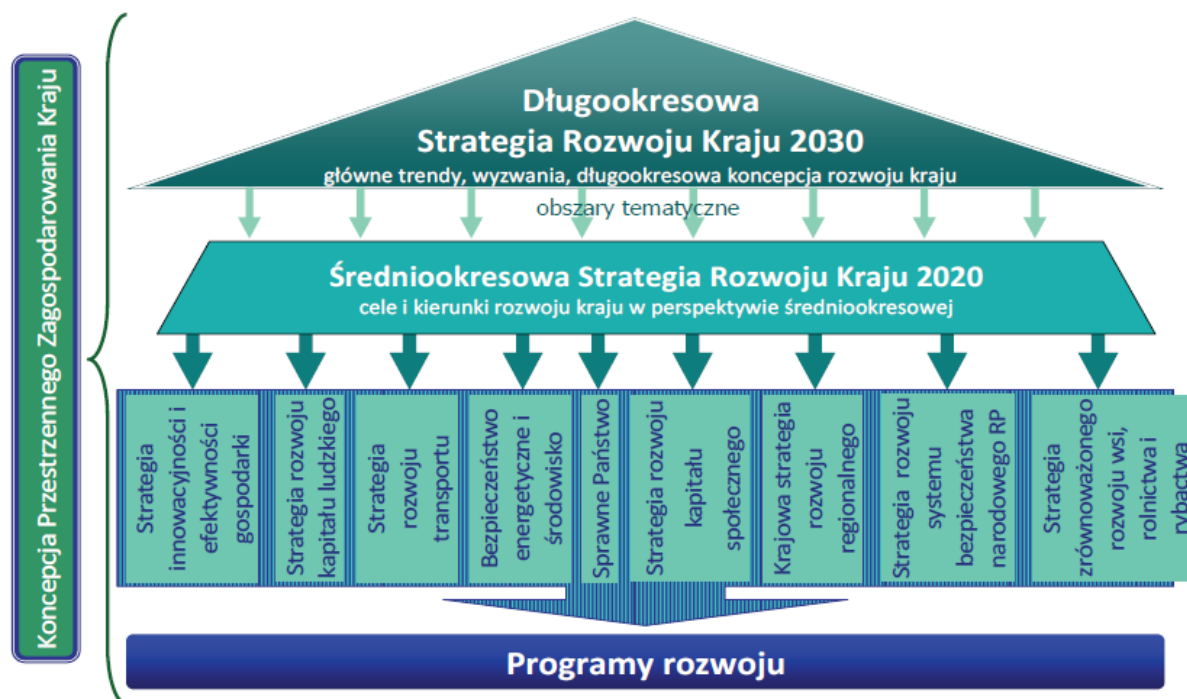 Koncepcja Przestrzennego Zagospodarowania Kraju
Długookresowa
Strategia Rozwoju Kraju 2030
główne trendy, wyzwania, długookresowa koncepcja rozwoju kraju
obszary tematyczne
Średniookresowa Strategia Rozwoju Kraju 2020
cele i kierunki rozwoju kraju w perspektywie średniookresowej
Strategia
innowacyjności i
efektywności
gospodarki
Strategia rozwoju
kapitału ludzkiego
Strategia
rozwoju
transportu
Bezpieczeństwo
energetyczne i
środowisko
Sprawne Państwo
Strategia rozwoju
kapitału
społecznego
Krajowa strategia
rozwoju
regionalnego
Strategia rozwoju
systemu
bezpieczeństwa
narodowego RP
Strategia
zrównoważonego
rozwoju wsi,
rolnictwa i
rybactwa
Programy rozwoju